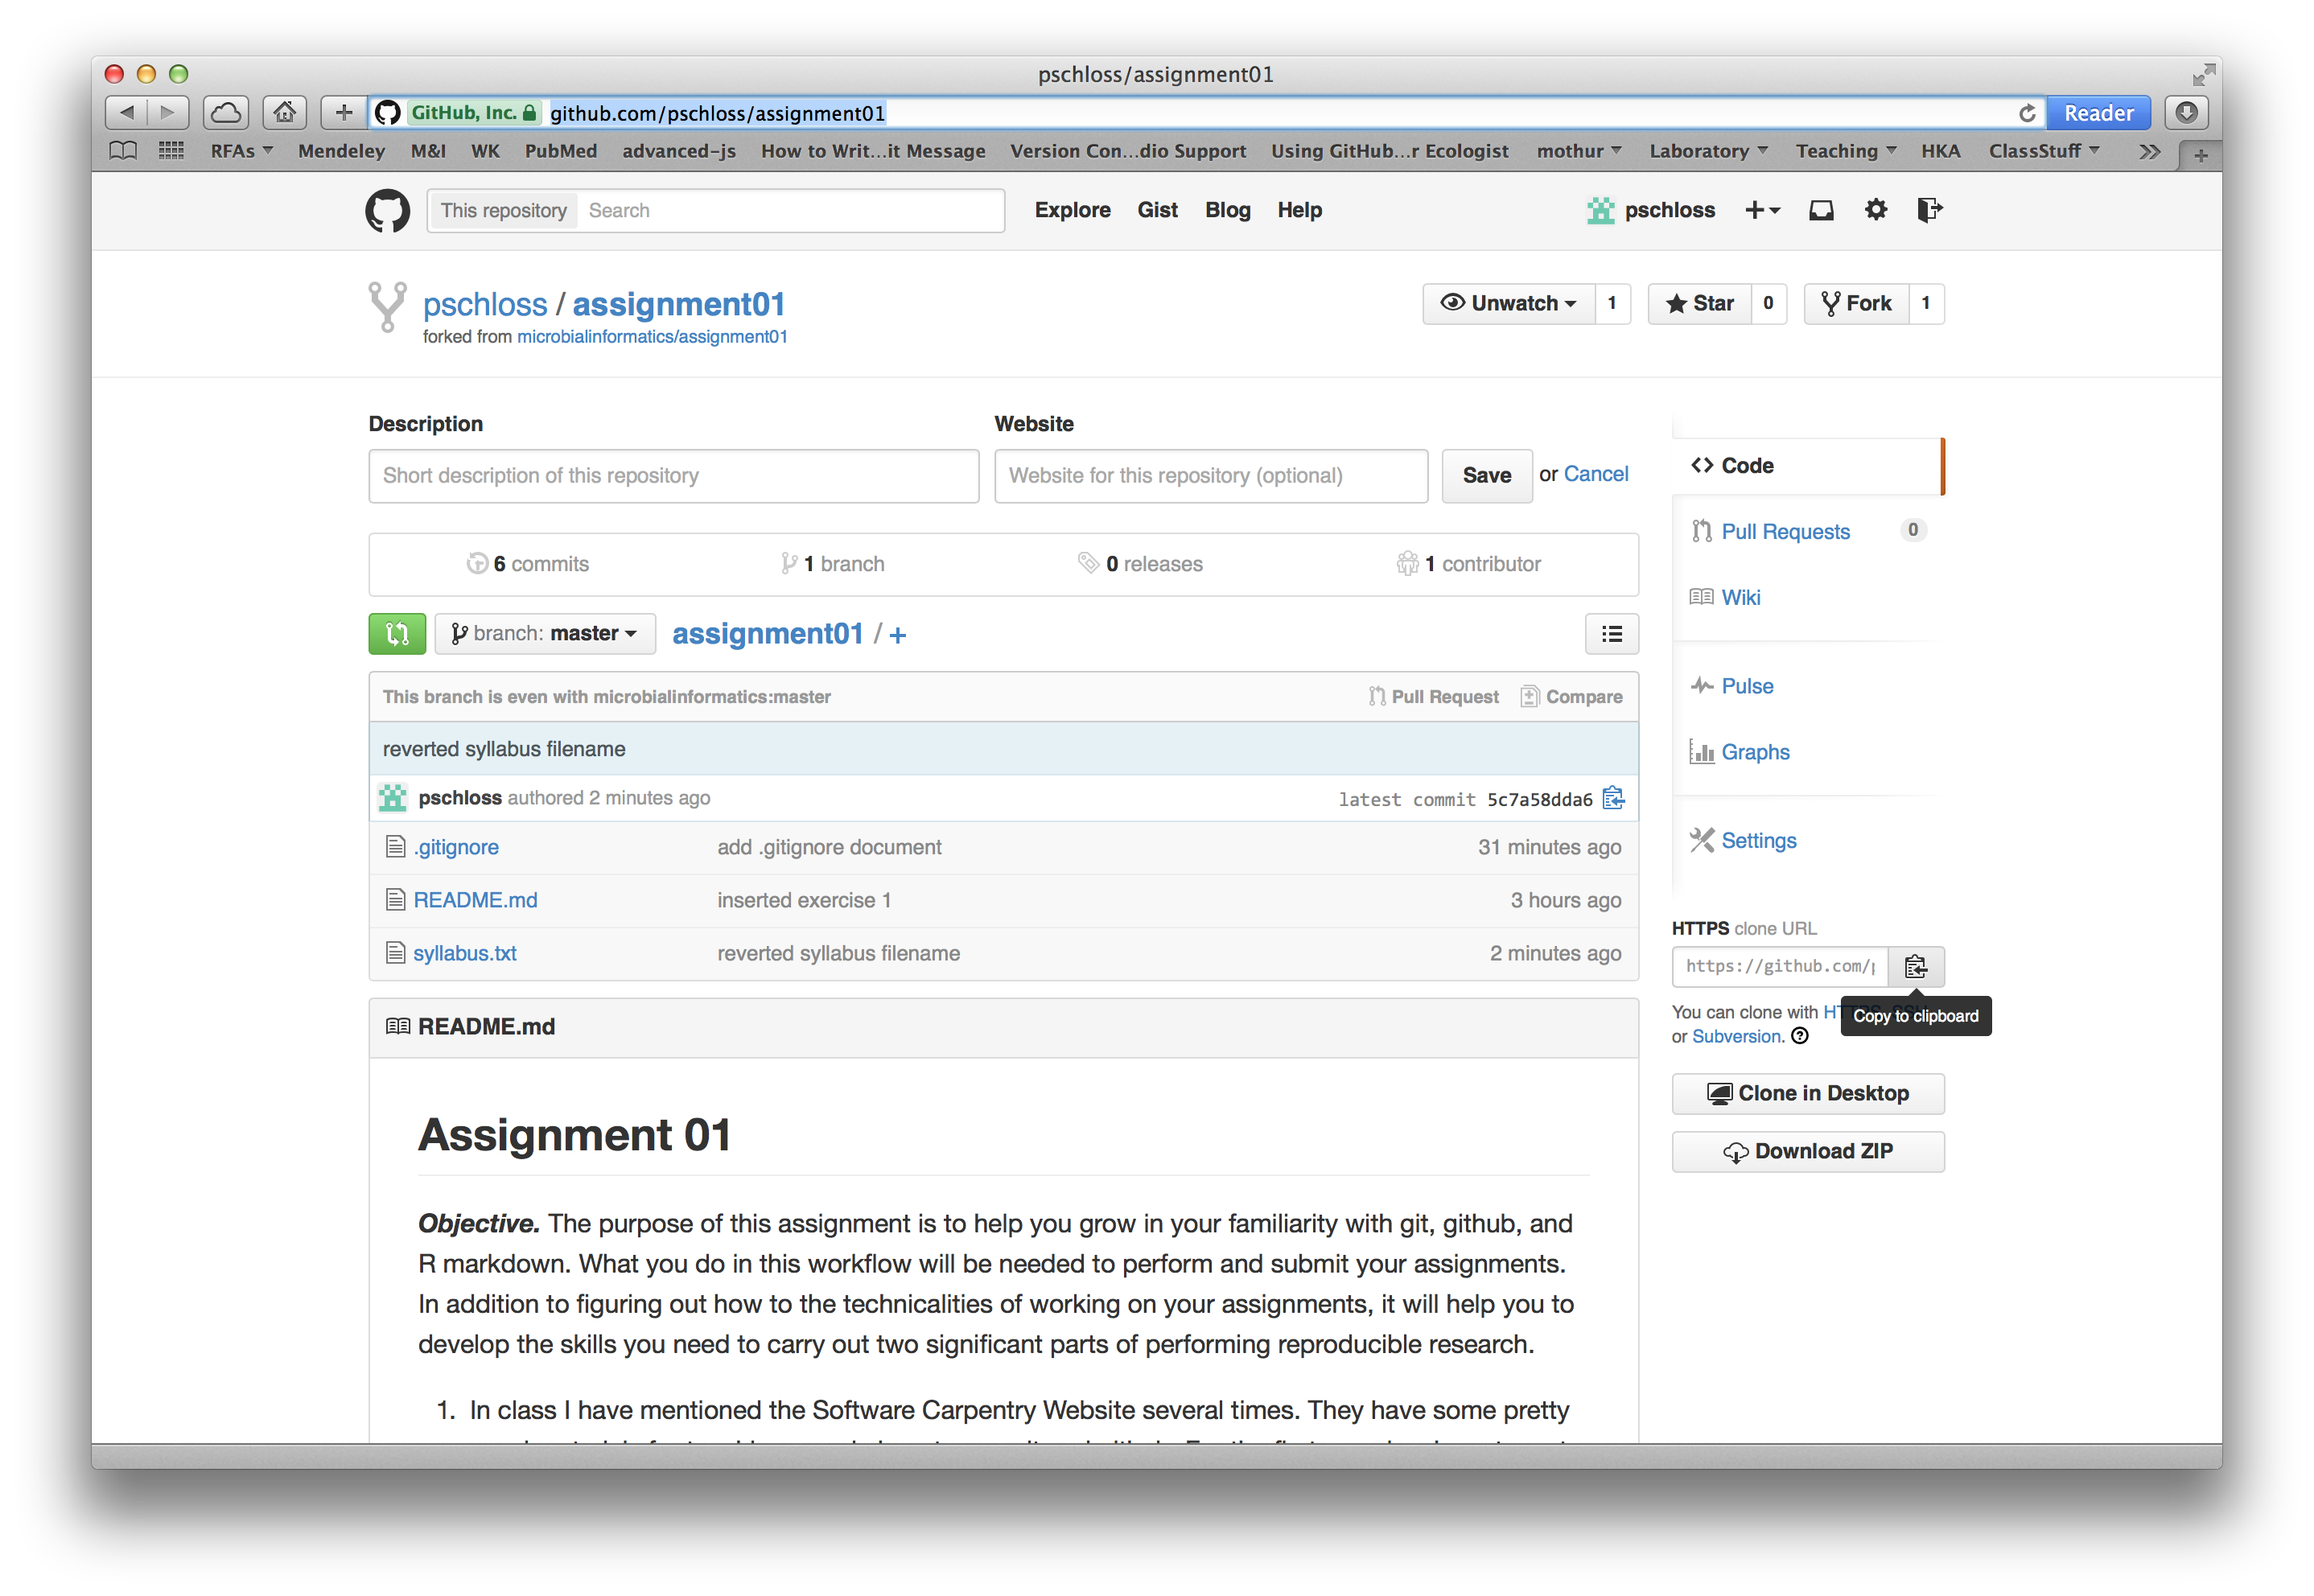 pschloss/assignment01
GitHub, Inc. github.com/pschloss/assignment01 Reader
RFAs Mendeley M&I WK PubMed advanced-js How to Writ...it Message Version Con...dio Support Using GitHub...r Ecologist mothur Laboratory Teaching HKA ClassStuff
This repository Search Explore Gist Blog Help pschloss
pschloss / assignment01 Unwatch 1 Star 0 Fork 1
forked from microbialinformatics/assignment01
Description Website
Short description of this repository Website for this repository (optional) Save or Cancel
6 commits 1 branch 0 releases 1 contributor
branch: master assignment01 / +
This branch is even with microbialinformatics:master Pull Request Compare
reverted syllabus filename
pschloss authored 2 minutes ago latest commit 5c7a58dda6
.gitignore add .gitignore document 31 minutes ago
README.md inserted exercise 1 3 hours ago
syllabus.txt reverted syllabus filename 2 minutes ago
README.md
Assignment 01
Objective. The purpose of this assignment is to help you grow in your familiarity with git, github, and
R markdown. What you do in this workflow will be needed to perform and submit your assignments.
In addition to figuring out how to the technicalities of working on your assignments, it will help you to
develop the skills you need to carry out two significant parts of performing reproducible research.
1. In class I have mentioned the Software Carpentry Website several times. They have some pretty
Code
Pull Requests 0
Wiki
Pulse
Graphs
Settings
HTTPS clone URL
https://github.com/p
You can clone with
Copy to clipboard
or Subversion.
Clone in Desktop
Download ZIP